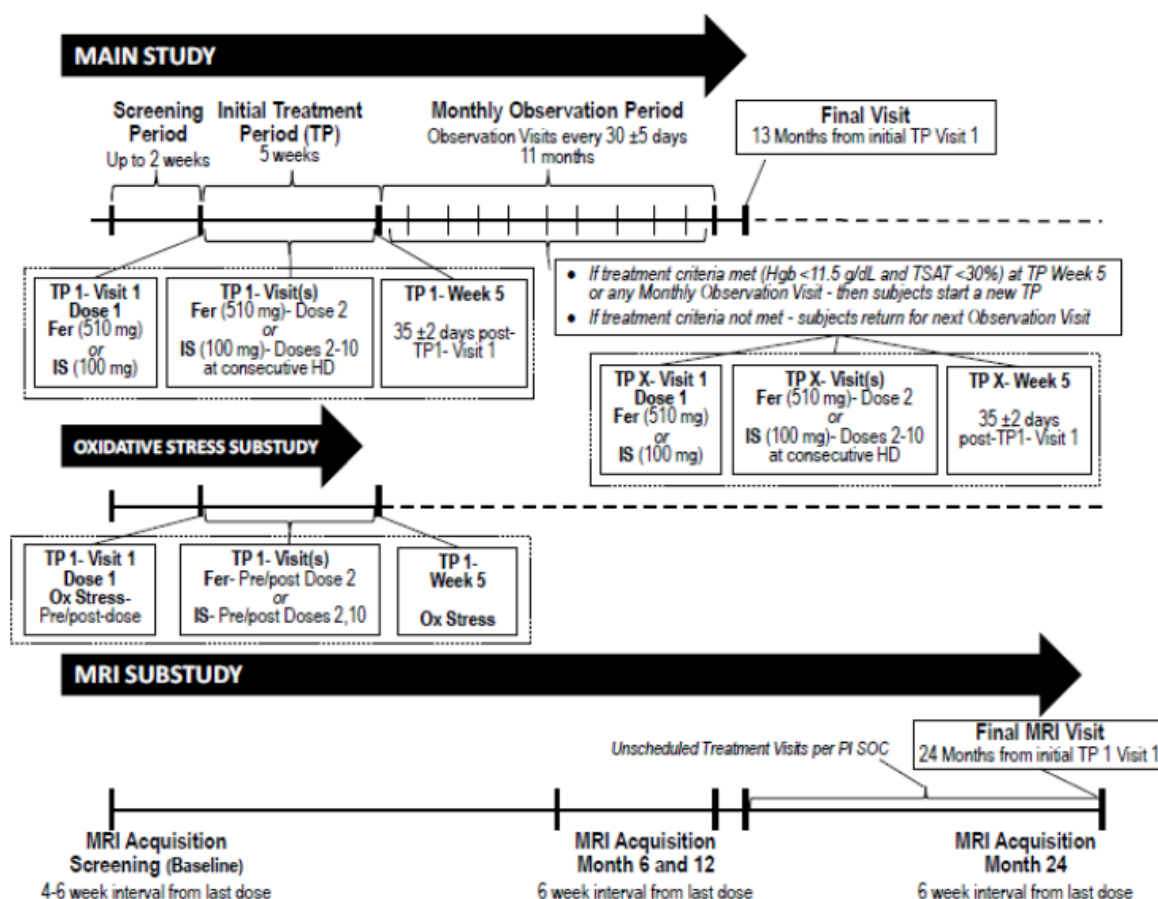 MAIN STUDY
Screening
Period
Up to 2 weeks
Initial Treatment
Period (TP)
5 weeks
Monthly Observation Period
Observation Visits every 30 ±5 days
11 months
Final Visit
13 Months from initial TP Visit 1
TP 1- Visit 1
Dose 1
Fer (510 mg)
or
IS (100 mg)
TP 1- Visit(s)
Fer (510 mg)- Dose 2
or
IS (100 mg)- Doses 2-10
at consecutive HD
TP 1- Week 5
35 ±2 days post-
TP1- Visit 1
• If treatment criteria met (Hgb <11.5 g/dL and TSAT <30%) at TP Week 5
or any Monthly Observation Visit - then subjects start a new TP
• If treatment criteria not met - subjects return for next Observation Visit
TP X- Visit 1
Dose 1
Fer (510 mg)
or
IS (100 mg)
TP X- Visit(s)
Fer (510 mg)- Dose 2
or
IS (100 mg)- Doses 2-10
at consecutive HD
TP X- Week 5
35 ±2 days
post-TP1- Visit 1
OXIDATIVE STRESS SUBSTUDY
TP 1- Visit 1
Dose 1
Ox Stress-
Pre/post-dose
TP 1- Visit(s)
Fer- Pre/post Dose 2
or
IS- Pre/post Doses 2,10
TP 1-
Week 5
Ox Stress
MRI SUBSTUDY
Unscheduled Treatment Visits per PI SOC
Final MRI Visit
24 Months from initial TP 1 Visit 1
MRI Acquisition
Screening (Baseline)
4-6 week interval from last dose
MRI Acquisition
Month 6 and 12
6 week interval from last dose
MRI Acquisition
Month 24
6 week interval from last dose